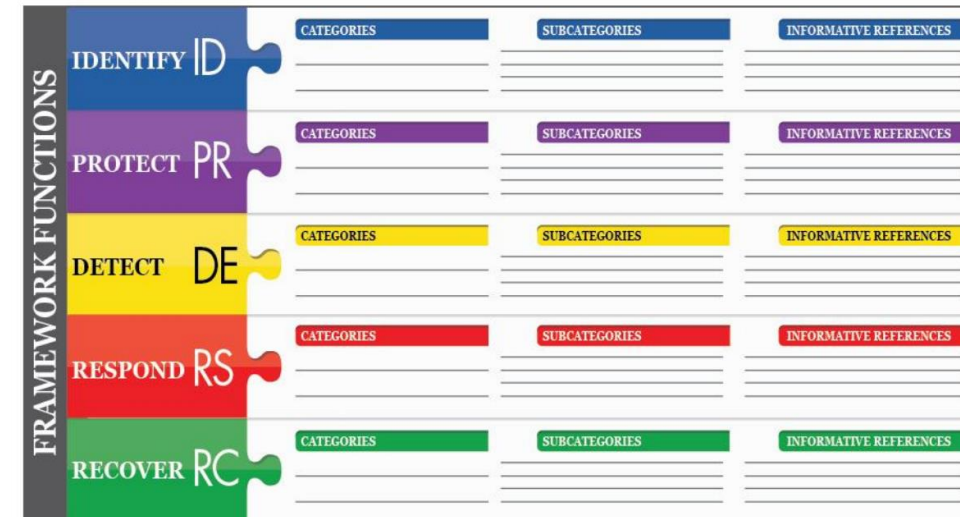 FRAMEWORK FUNCTIONS
IDENTIFY ID
CATEGORIES SUBCATEGORIES INFORMATIVE REFERENCES
PROTECT PR
CATEGORIES SUBCATEGORIES INFORMATIVE REFERENCES
DETECT DE
CATEGORIES SUBCATEGORIES INFORMATIVE REFERENCES
RESPOND RS
CATEGORIES SUBCATEGORIES INFORMATIVE REFERENCES
RECOVER RC
CATEGORIES SUBCATEGORIES INFORMATIVE REFERENCES